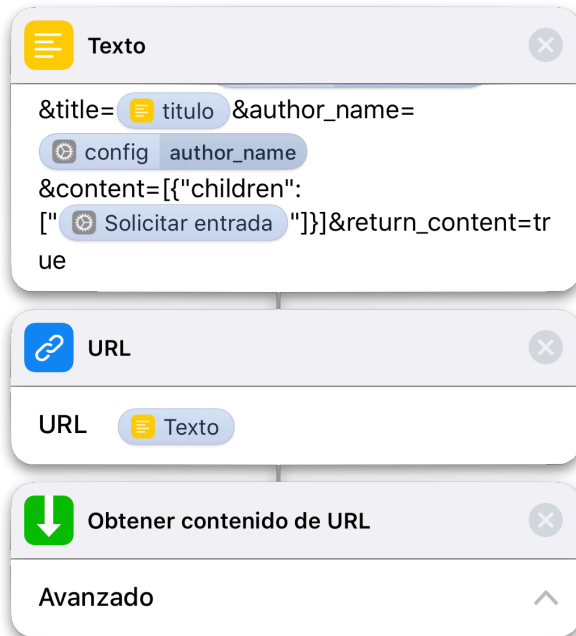 Texto
&title= titulo &author_name=
config author_name
&content=[{"children":
[" Solicitar entrada "]}]&return_content=tr
ue
URL
URL Texto
Obtener contenido de URL
Avanzado